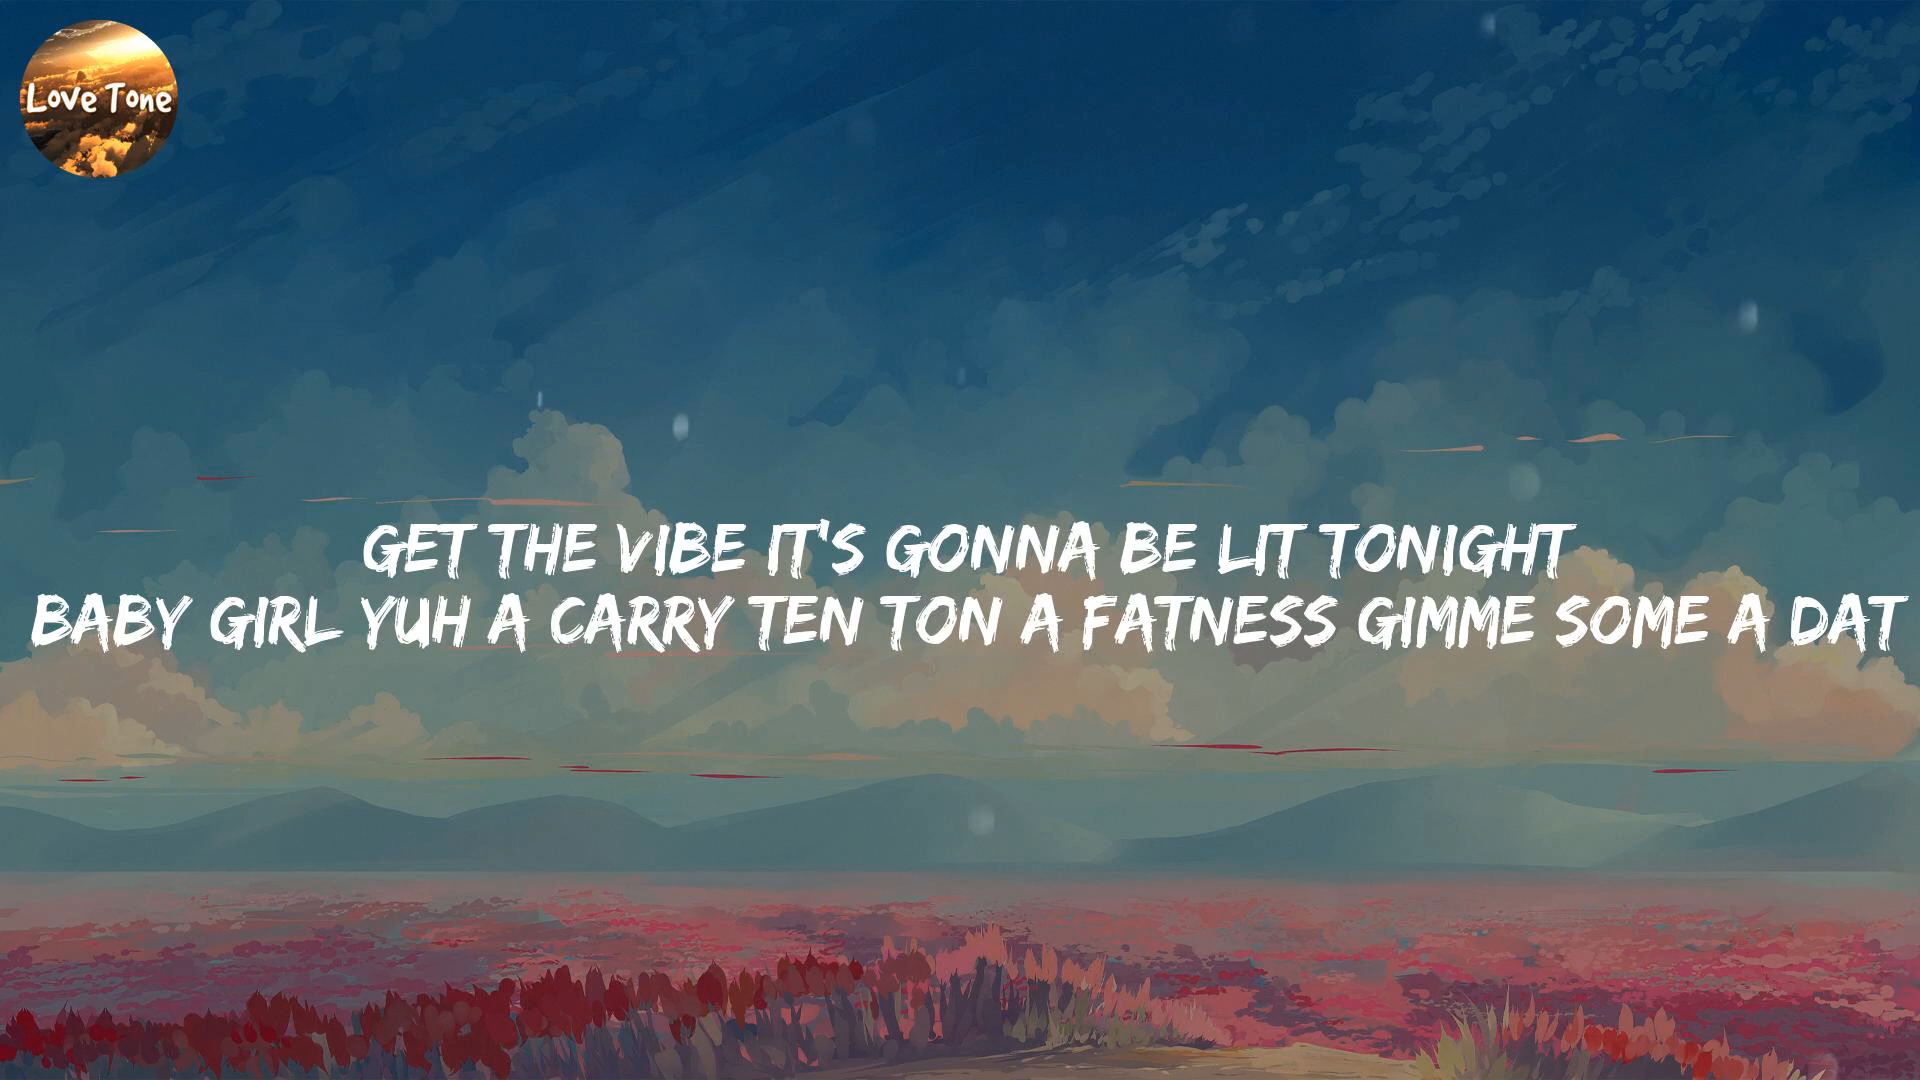 Love Tone
GET THE VIBE IT'S GONNA BE LIT TONIGHT
BABY GIRL YUH A CARRY TEN TON A FATNESS GIMME SOME A DAT